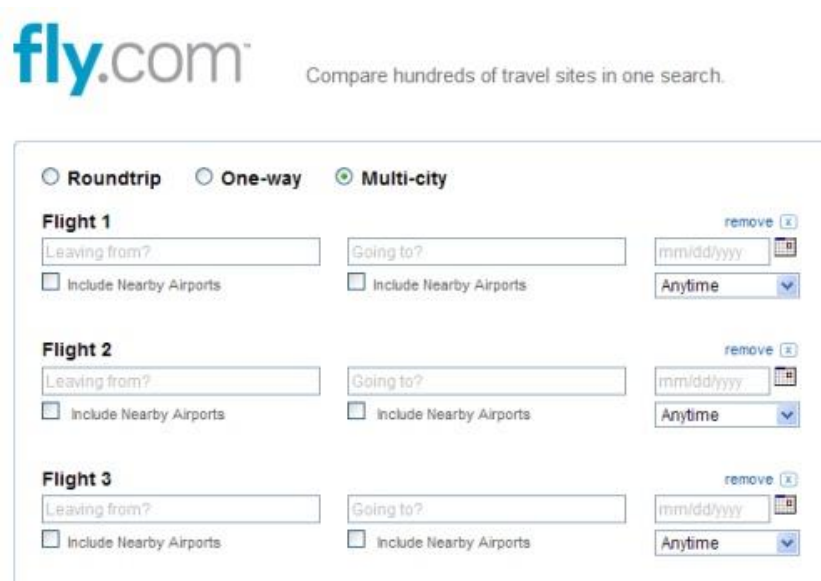 fly.com™
Compare hundreds of travel sites in one search.
Roundtrip One-way Multi-city
Flight 1 remove x
Leaving from? Going to? mm/dd/yyyy
Include Nearby Airports Include Nearby Airports Anytime
Flight 2 remove x
Leaving from? Going to? mm/dd/yyyy
Include Nearby Airports Include Nearby Airports Anytime
Flight 3 remove x
Leaving from? Going to? mm/dd/yyyy
Include Nearby Airports Include Nearby Airports Anytime